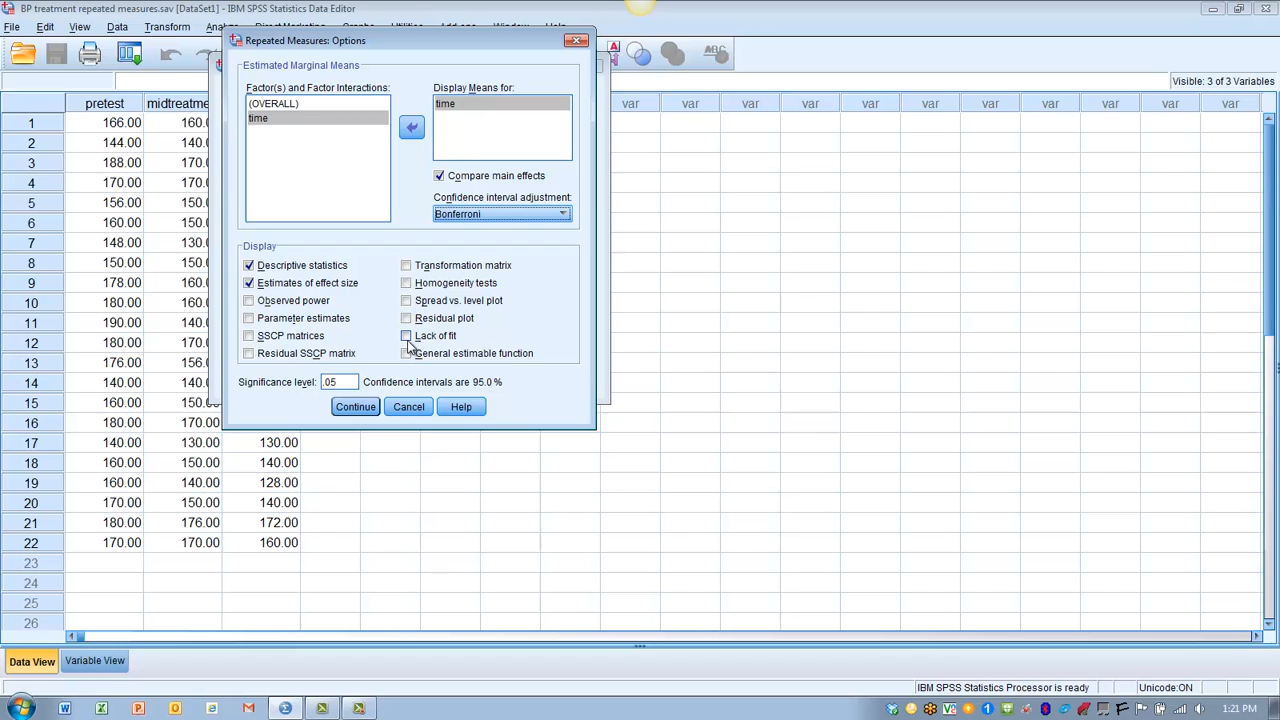 BP treatment repeated measures.sav [DataSet1] - IBM SPSS Statistics Data Editor
File Edit View Data Transform
Repeated Measures: Options
Visible: 3 of 3 Variables
Estimated Marginal Means
Factor(s) and Factor Interactions:
(OVERALL)
time
Display Means for:
time
Compare main effects
Confidence interval adjustment:
Bonferroni
Display
Descriptive statistics Transformation matrix
Estimates of effect size Homogeneity tests
Observed power Spread vs. level plot
Parameter estimates Residual plot
SSCP matrices Lack of fit
Residual SSCP matrix General estimable function
Significance level: .05 Confidence intervals are 95.0 %
Continue Cancel Help
pretest midtreatme var var var var var var var var var var var
1 166.00 160.0
2 144.00 140.0
3 188.00 170.0
4 170.00 170.0
5 156.00 150.0
6 160.00 150.0
7 148.00 130.0
8 150.00 150.0
9 178.00 160.0
10 180.00 160.0
11 190.00 140.0
12 180.00 170.0
13 176.00 156.0
14 140.00 140.0
15 160.00 150.0
16 180.00 170.0
17 140.00 130.00 130.00
18 160.00 150.00 140.00
19 160.00 140.00 128.00
20 170.00 150.00 140.00
21 180.00 176.00 172.00
22 170.00 170.00 160.00
23
24
25
26
Data View Variable View
IBM SPSS Statistics Processor is ready Unicode:ON
1:21 PM